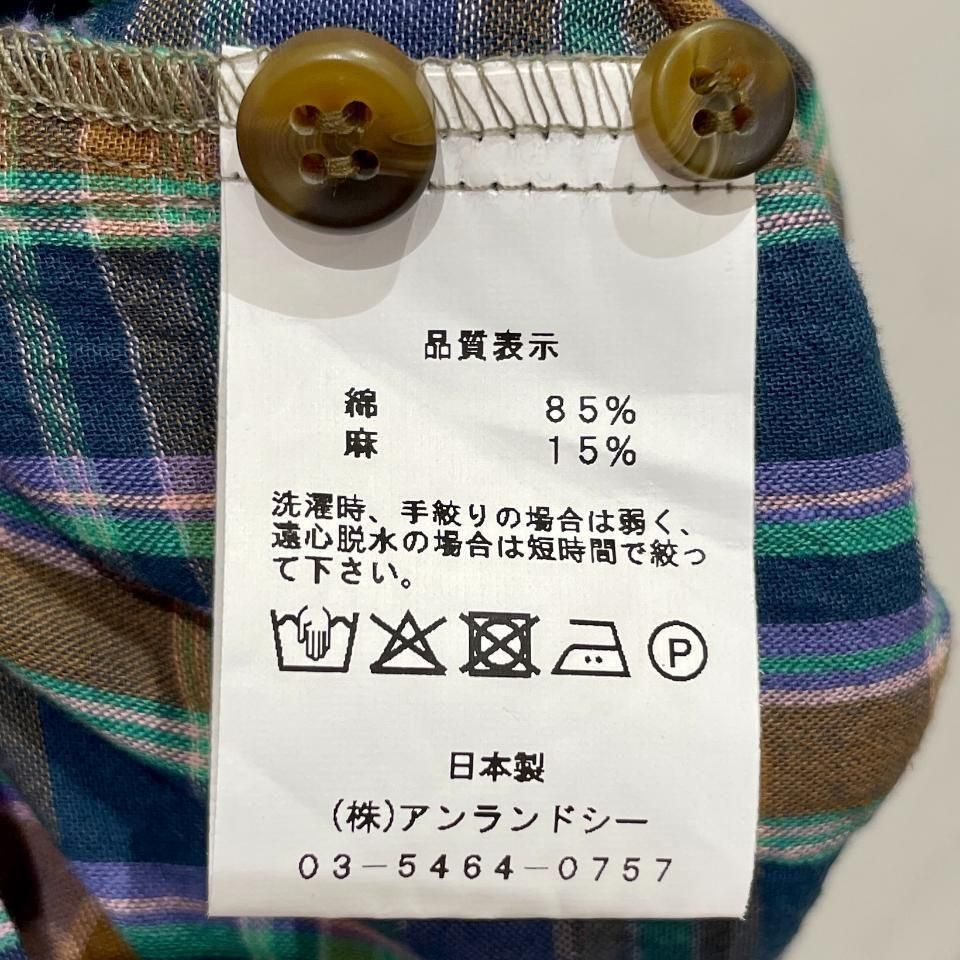 品質表示
綿 85%
麻 15%
洗濯時、手絞りの場合は弱く、
遠心脱水の場合は短時間で絞っ
て下さい。
P
日本製
(株)アンランドシー
03-5464-0757